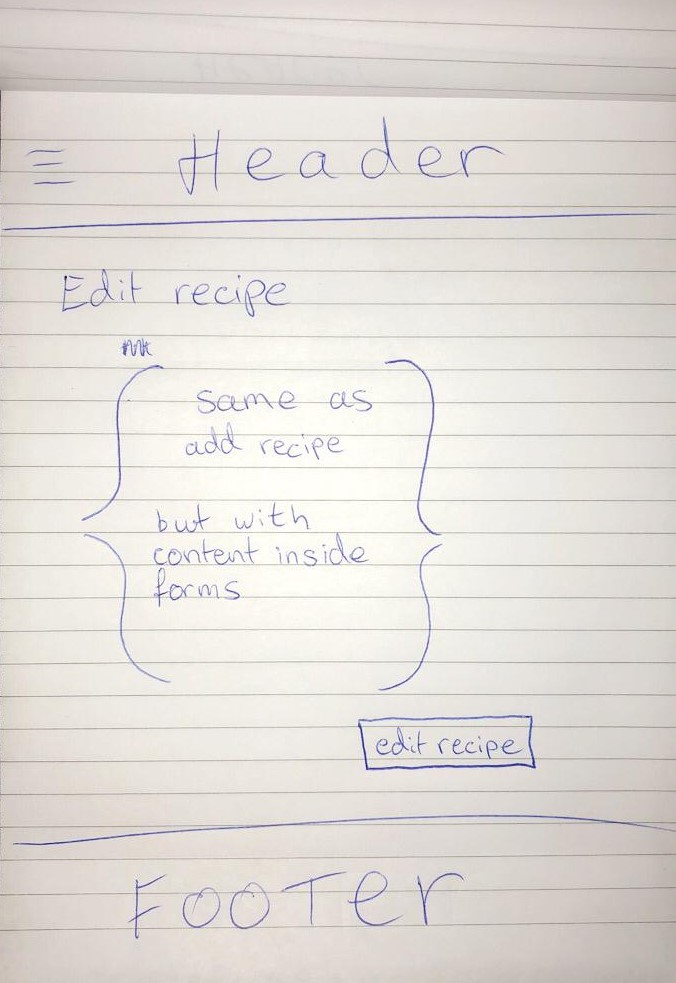 Header
Edit recipe
same as
add recipe
but with
content inside
forms
edit recipe
Footer